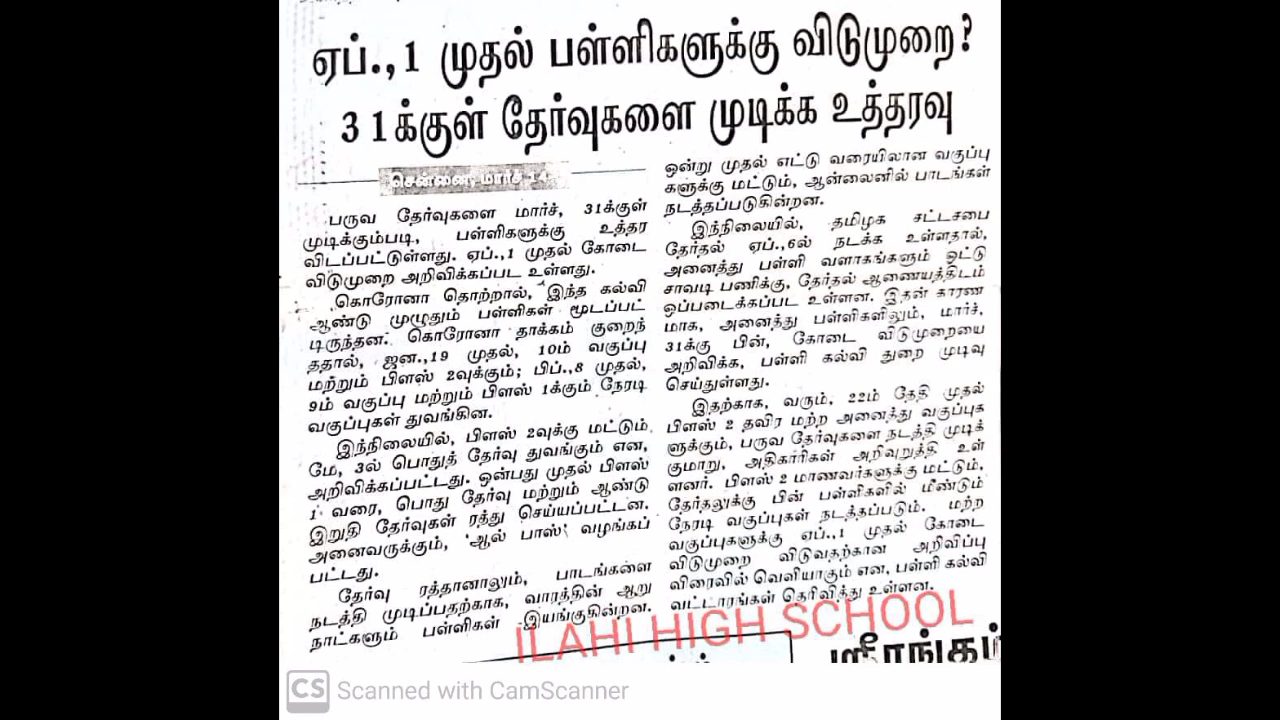 ஏப்.,1 முதல் பள்ளிகளுக்கு விடுமுறை?
31க்குள் தேர்வுகளை முடிக்க உத்தரவு
சென்னை, மார்ச் 14
பருவ தேர்வுகளை மார்ச், 31க்குள்
முடிக்கும்படி, பள்ளிகளுக்கு உத்தர
விடப்பட்டுள்ளது. ஏப்.,1 முதல் கோடை
விடுமுறை அறிவிக்கப்பட உள்ளது.
கொரோனா தொற்றால், இந்த கல்வி
ஆண்டு முழுதும் பள்ளிகள் மூடப்பட்
டிருந்தன. கொரோனா தாக்கம் குறைந்
ததால், ஜன.,19 முதல், 10ம் வகுப்பு
மற்றும் பிளஸ் 2வுக்கும்; பிப்.,8 முதல்,
9ம் வகுப்பு மற்றும் பிளஸ் 1க்கும் நேரடி
வகுப்புகள் துவங்கின.
இந்நிலையில், பிளஸ் 2வுக்கு மட்டும்,
மே, 3ல் பொதுத் தேர்வு துவங்கும் என,
அறிவிக்கப்பட்டது. ஒன்பது முதல் பிளஸ்
1 வரை, பொது தேர்வு மற்றும் ஆண்டு
இறுதி தேர்வுகள் ரத்து செய்யப்பட்டன.
அனைவருக்கும், 'ஆல் பாஸ்' வழங்கப்
பட்டது.
தேர்வு ரத்தானாலும், பாடங்களை
நடத்தி முடிப்பதற்காக, வாரத்தின் ஆறு
நாட்களும் பள்ளிகள் இயங்குகின்றன.
ஒன்று முதல் எட்டு வரையிலான வகுப்பு
களுக்கு மட்டும், ஆன்லைனில் பாடங்கள்
நடத்தப்படுகின்றன.
இந்நிலையில், தமிழக சட்டசபை
தேர்தல் ஏப்.,6ல் நடக்க உள்ளதால்,
அனைத்து பள்ளி வளாகங்களும் ஓட்டு
சாவடி பணிக்கு, தேர்தல் ஆணையத்திடம்
ஒப்படைக்கப்பட உள்ளன. இதன் காரண
மாக, அனைத்து பள்ளிகளிலும், மார்ச்,
31க்கு பின், கோடை விடுமுறையை
அறிவிக்க, பள்ளி கல்வி துறை முடிவு
செய்துள்ளது.
இதற்காக, வரும், 22ம் தேதி முதல்
பிளஸ் 2 தவிர மற்ற அனைத்து வகுப்புக
ளுக்கும், பருவ தேர்வுகளை நடத்தி முடிக்
குமாறு, அதிகாரிகள் அறிவுறுத்தி உள்
ளனர். பிளஸ் 2 மாணவர்களுக்கு மட்டும்,
தேர்தலுக்கு பின் பள்ளிகளில் மீண்டும்
நேரடி வகுப்புகள் நடத்தப்படும். மற்ற
வகுப்புகளுக்கு ஏப்.,1 முதல் கோடை
விடுமுறை விடுவதற்கான அறிவிப்பு
விரைவில் வெளியாகும் என, பள்ளி கல்வி
வட்டாரங்கள் தெரிவித்து உள்ளன.
ILAHI HIGH SCHOOL
CS Scanned with CamScanner